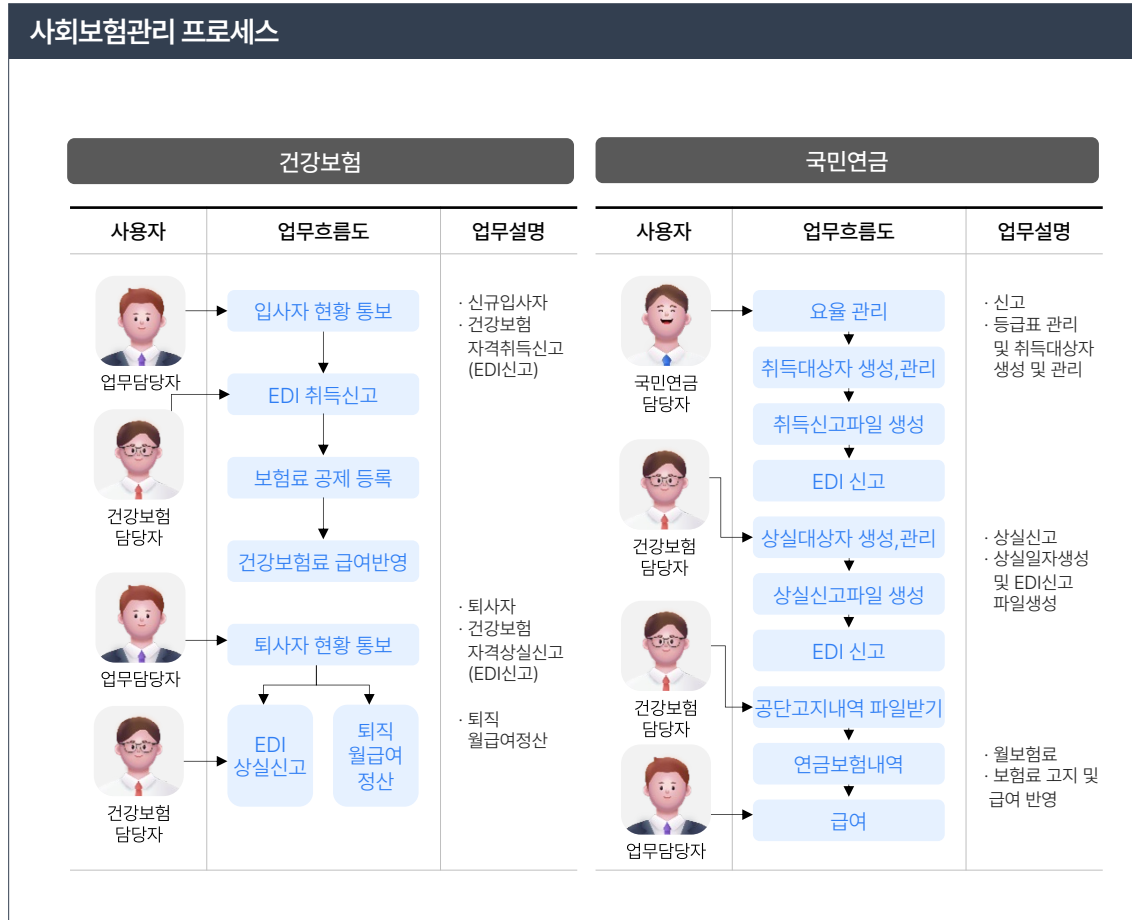 사회보험관리 프로세스
건강보험
사용자
업무흐름도
업무설명
업무담당자
입사자 현황 통보
· 신규입사자
· 건강보험
자격취득신고
(EDI신고)
EDI 취득신고
건강보험
담당자
보험료 공제 등록
건강보험료 급여반영
업무담당자
퇴사자 현황 통보
· 퇴사자
· 건강보험
자격상실신고
(EDI신고)
건강보험
담당자
EDI
상실신고
퇴직
월급여
정산
· 퇴직
월급여정산
국민연금
사용자
업무흐름도
업무설명
국민연금
담당자
요율 관리
취득대상자 생성,관리
취득신고파일 생성
EDI 신고
· 신고
· 등급표 관리
및 취득대상자
생성 및 관리
건강보험
담당자
상실대상자 생성,관리
상실신고파일 생성
EDI 신고
· 상실신고
· 상실일자생성
및 EDI신고
파일생성
건강보험
담당자
공단고지내역 파일받기
연금보험내역
업무담당자
급여
· 월보험료
· 보험료 고지 및
급여 반영